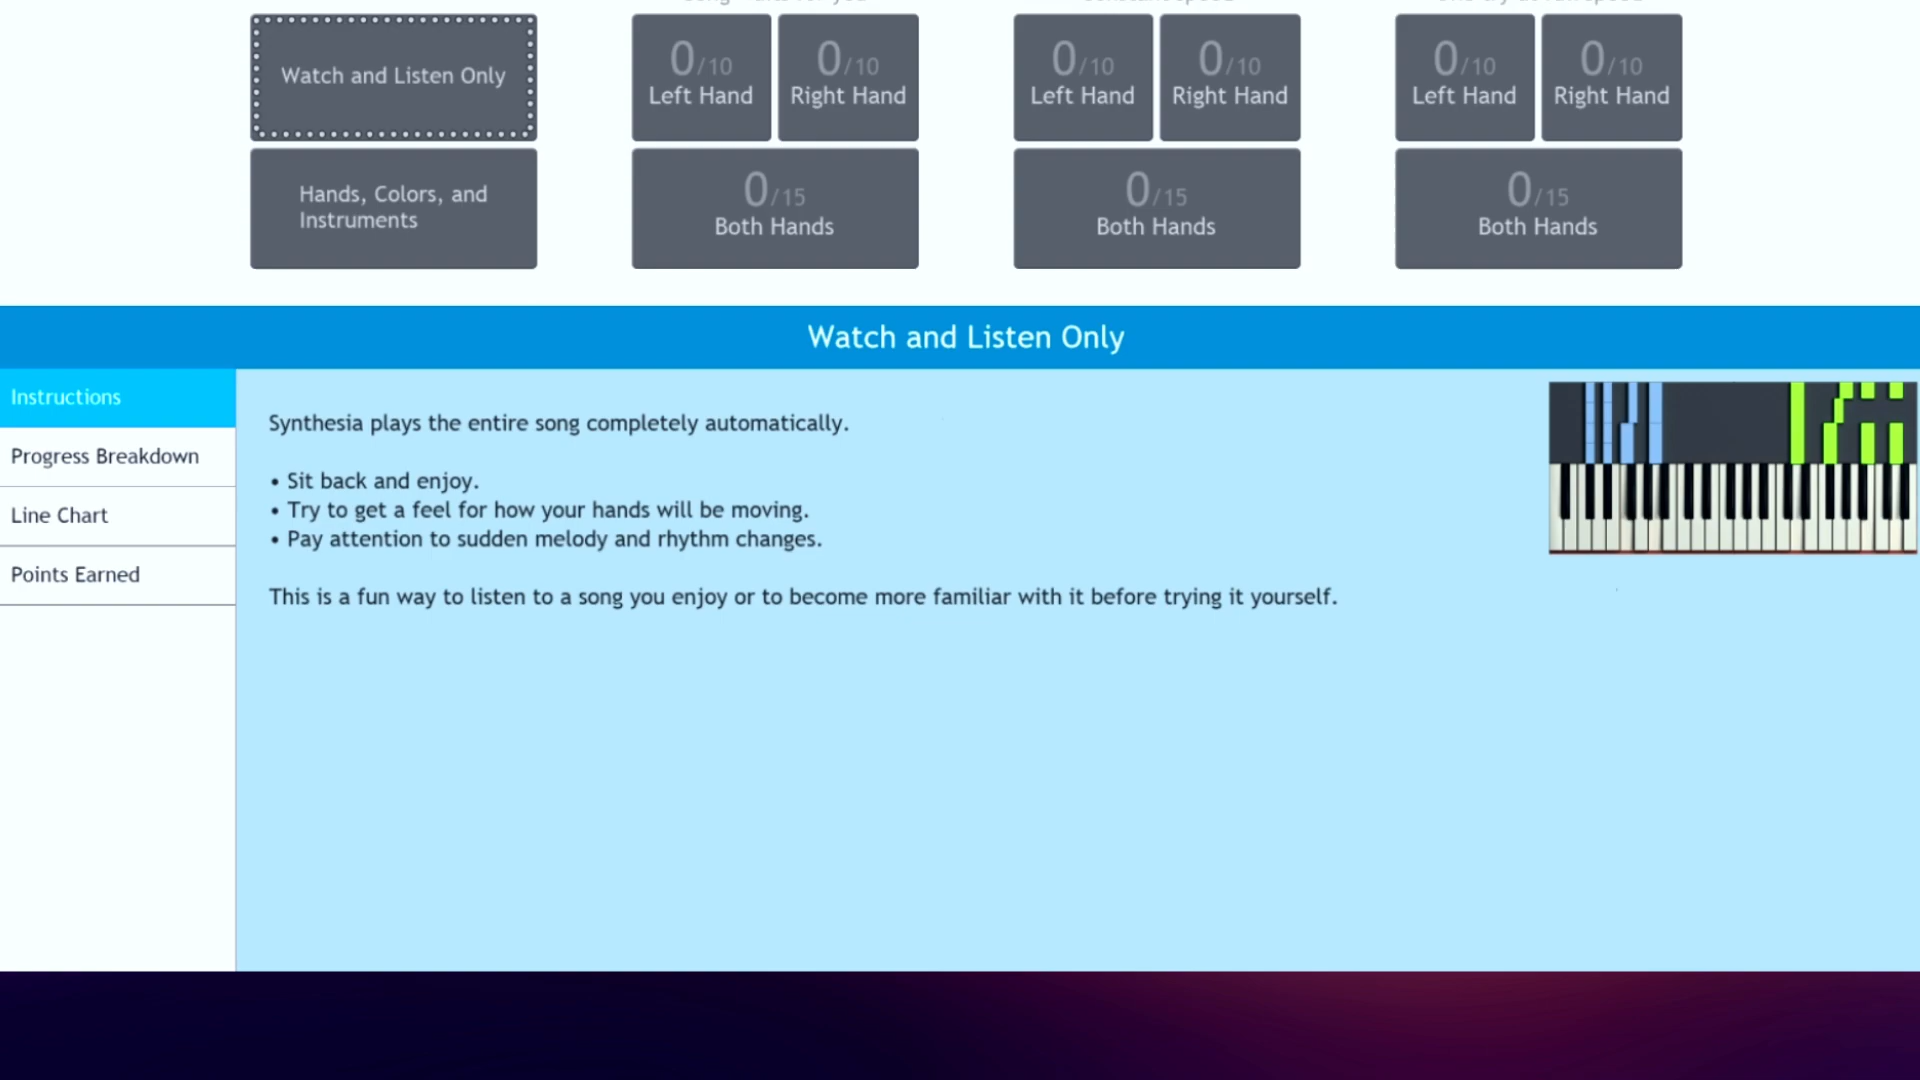 Watch and Listen Only
0/10
Left Hand
0/10
Right Hand
0/10
Left Hand
0/10
Right Hand
0/10
Left Hand
0/10
Right Hand
Hands, Colors, and
Instruments
0/15
Both Hands
0/15
Both Hands
0/15
Both Hands
Watch and Listen Only
Instructions
Progress Breakdown
Line Chart
Points Earned
Synthesia plays the entire song completely automatically.
• Sit back and enjoy.
• Try to get a feel for how your hands will be moving.
• Pay attention to sudden melody and rhythm changes.
This is a fun way to listen to a song you enjoy or to become more familiar with it before trying it yourself.